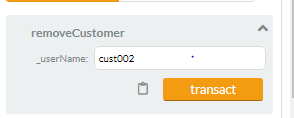 removeCustomer
_userName: cust002
transact